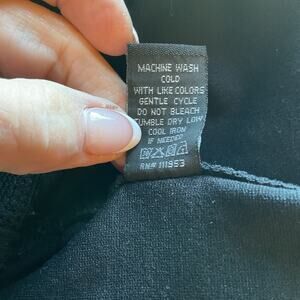 MACHINE WASH
COLD
WITH LIKE COLORS
GENTLE CYCLE
DO NOT BLEACH
TUMBLE DRY LOW
COOL IRON
IF NEEDED
RN# 111953